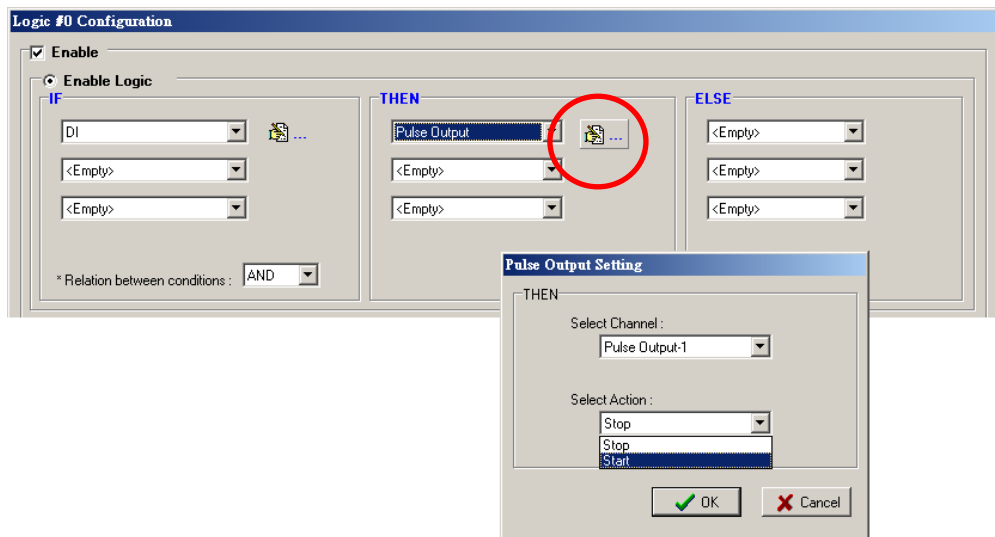 Logic #0 Configuration
Enable
Enable Logic
IF
DI
...
<Empty>
<Empty>
* Relation between conditions : AND
THEN
Pulse Output
...
<Empty>
<Empty>
ELSE
<Empty>
<Empty>
<Empty>
Pulse Output Setting
THEN
Select Channel :
Pulse Output-1
Select Action :
Stop
Stop
Start
OK
Cancel